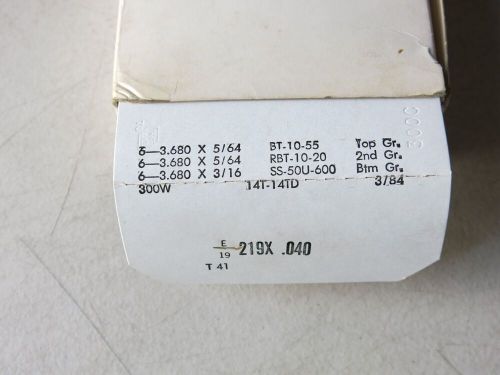 6—3.680 X 5/64 BT-10-55 Top Gr.
6—3.680 X 5/64 RBT-10-20 2nd Gr.
6—3.680 X 3/16 SS-50U-600 Btm Gr.
300W 14T-14TD 3/84
E
19
219X .040
T 41